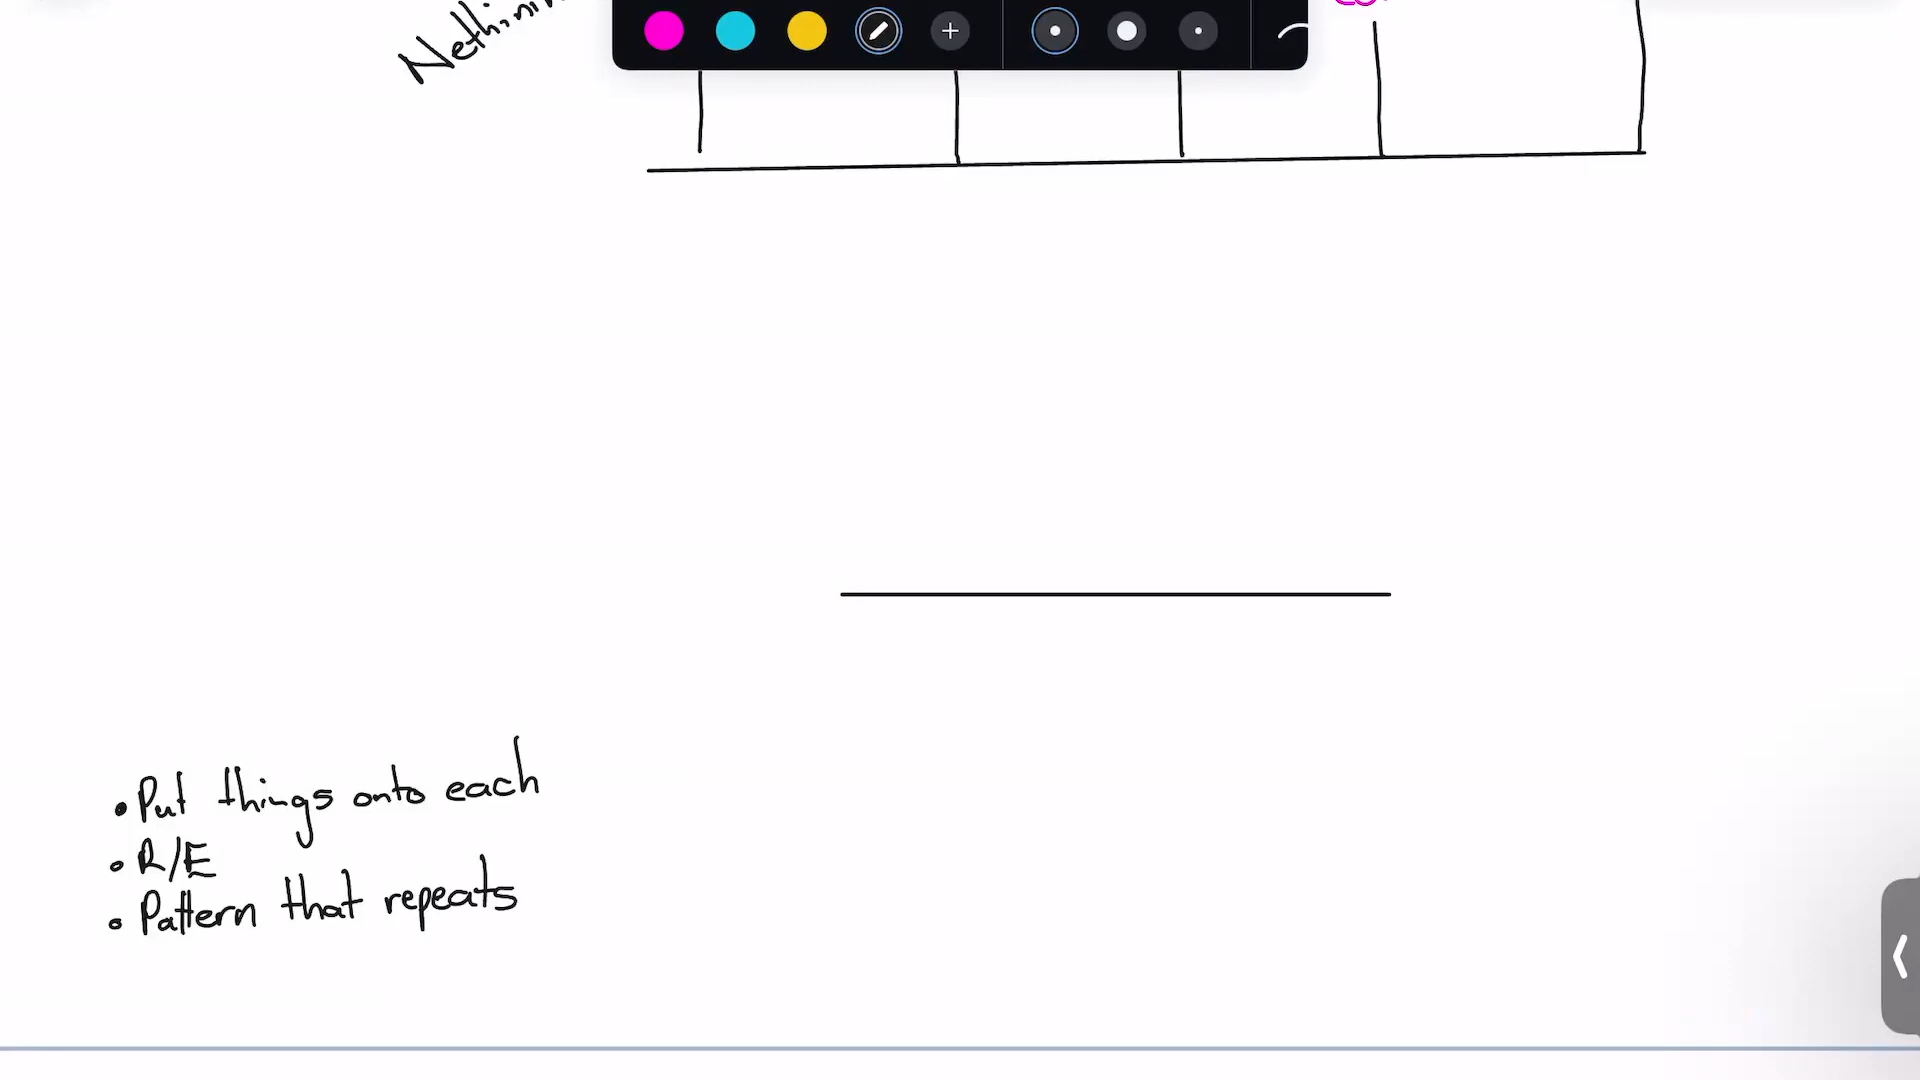 • Put things onto each
• R/E
• Pattern that repeats